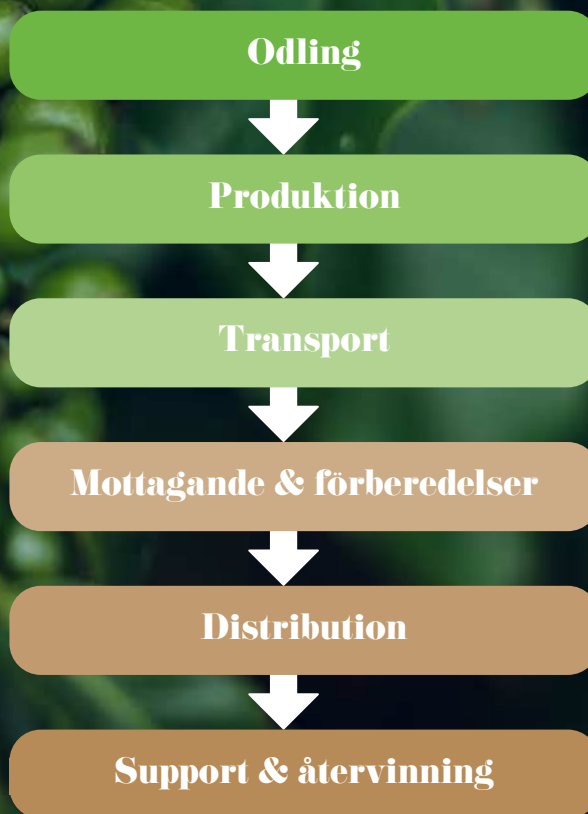 Odling
Produktion
Transport
Mottagande & förberedelser
Distribution
Support & återvinning